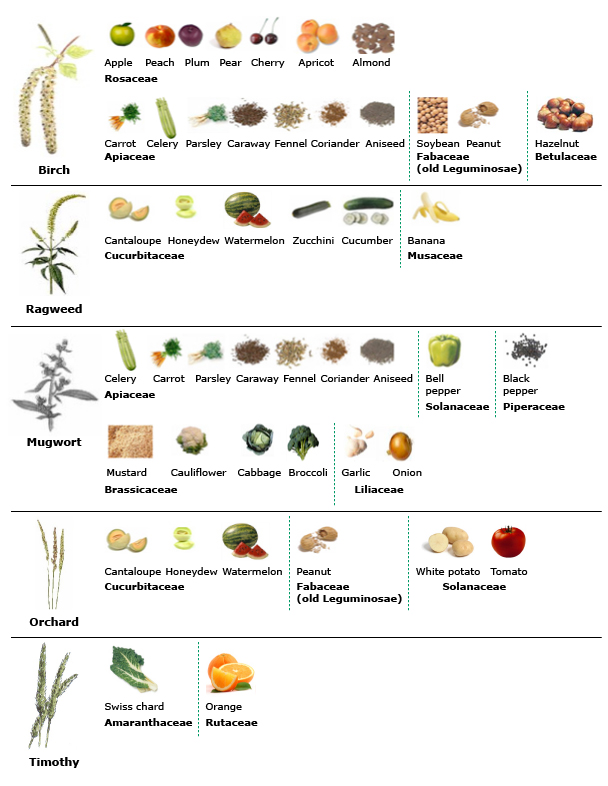 Apple Peach Plum Pear Cherry Apricot Almond
Rosaceae
Carrot Celery Parsley Caraway Fennel Coriander Aniseed
Apiaceae
Soybean Peanut
Fabaceae
(old Leguminosae)
Hazelnut
Betulaceae
Birch
Cantaloupe Honeydew Watermelon Zucchini Cucumber
Cucurbitaceae
Banana
Musaceae
Ragweed
Celery Carrot Parsley Caraway Fennel Coriander Aniseed
Apiaceae
Bell
pepper
Solanaceae
Black
pepper
Piperaceae
Mugwort
Mustard Cauliflower Cabbage Broccoli
Brassicaceae
Garlic Onion
Liliaceae
Cantaloupe Honeydew Watermelon
Cucurbitaceae
Peanut
Fabaceae
(old Leguminosae)
White potato Tomato
Solanaceae
Orchard
Swiss chard
Amaranthaceae
Orange
Rutaceae
Timothy